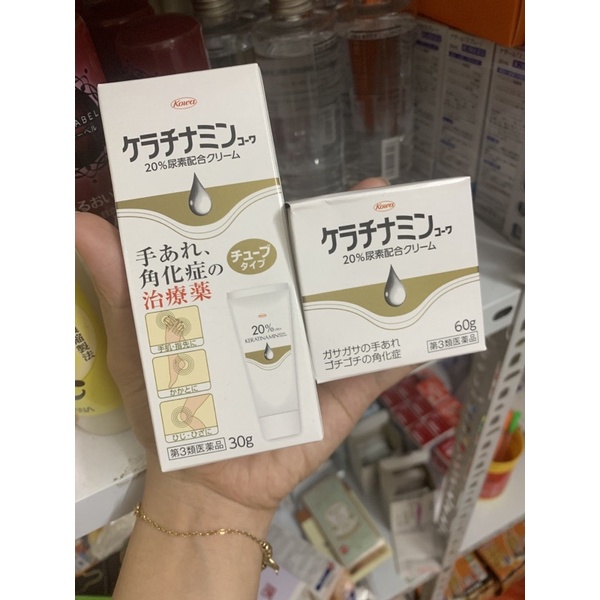 Kowa
ケラチナミンコーワ
20%尿素配合クリーム
手あれ、
角化症の
治療薬
チューブ
タイプ
手肌・指先に
かかとに
ひじ・ひざに
20%
KERATINAMIN
第3類医薬品
30g
Kowa
ケラチナミンコーワ
20%尿素配合クリーム
60g
ガサガサの手あれ
ゴチゴチの角化症
第3類医薬品